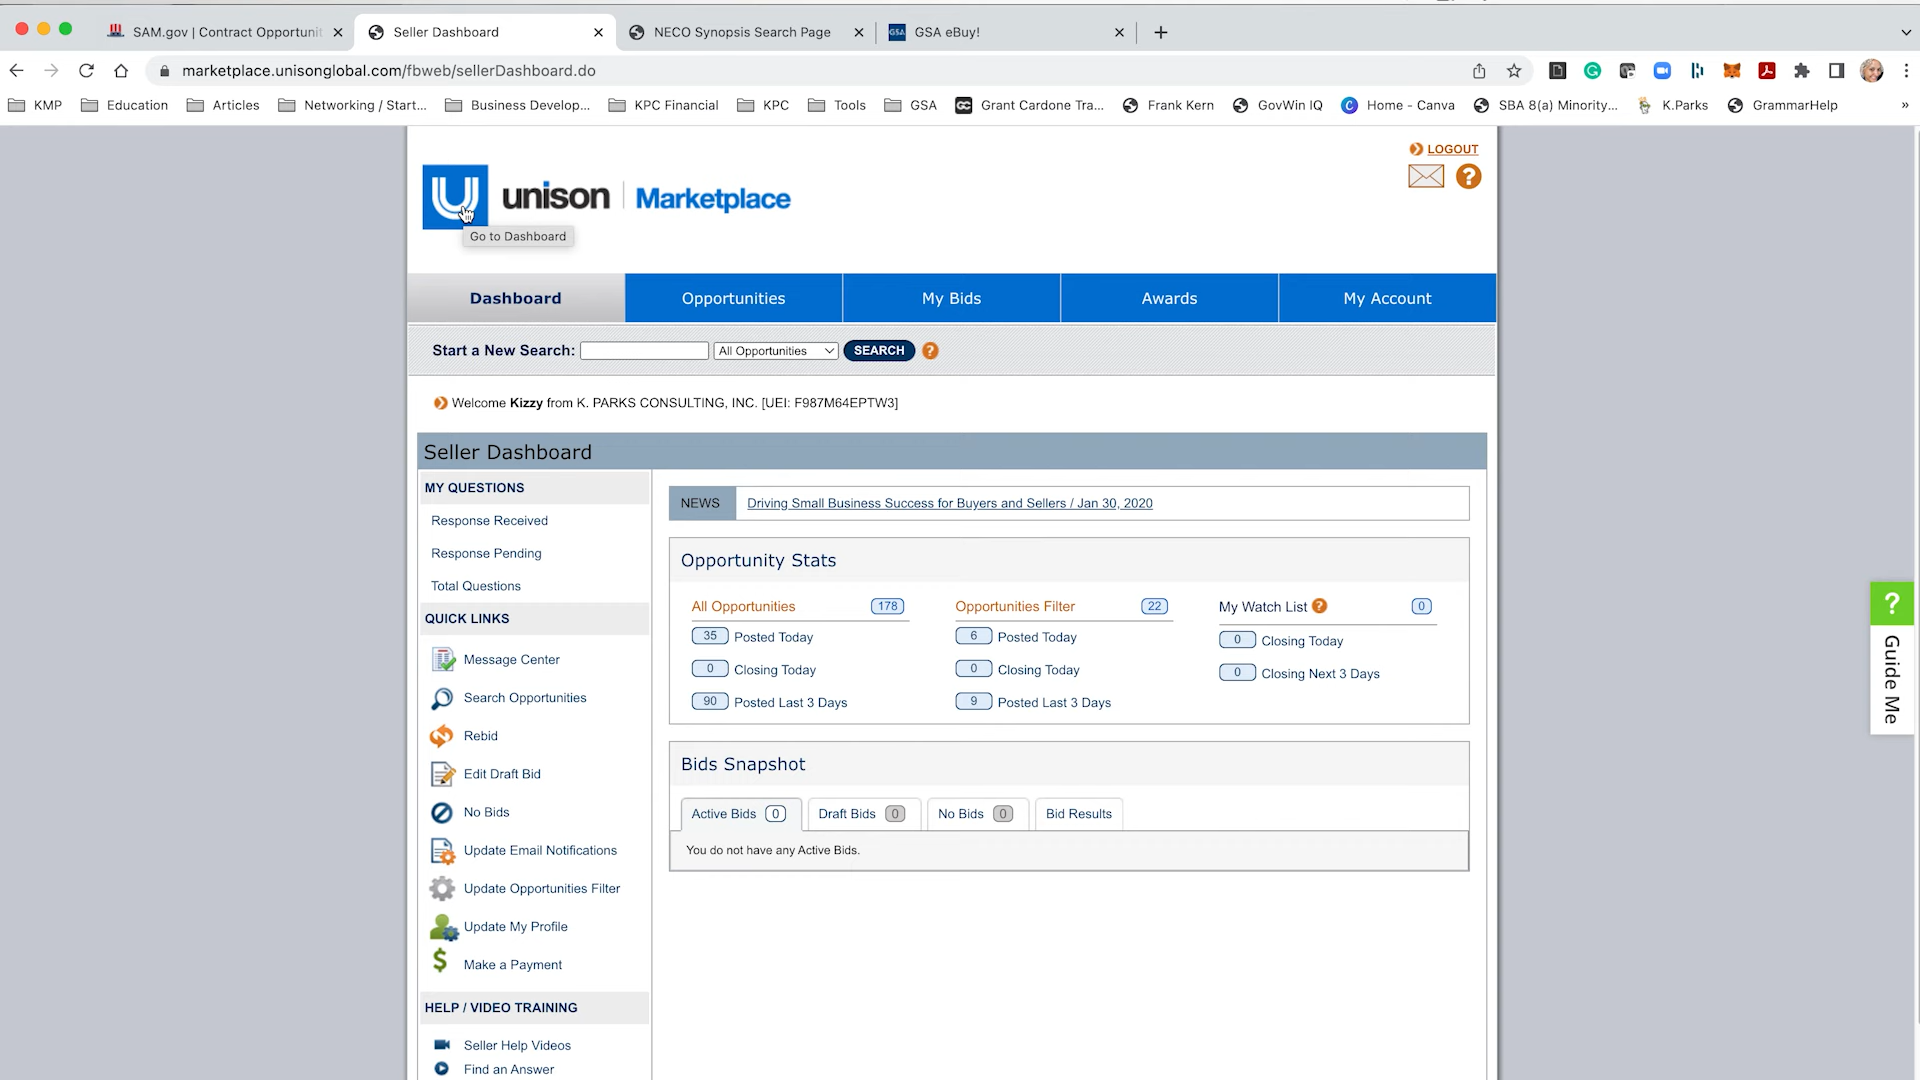 SAM.gov | Contract Opportunit
Seller Dashboard
NECO Synopsis Search Page
GSA
GSA eBuy!
marketplace.unisonglobal.com/fbweb/sellerDashboard.do
KMP
Education
Articles
Networking / Start...
Business Develop...
KPC Financial
KPC
Tools
GSA
Grant Cardone Tra...
Frank Kern
GovWin IQ
Home - Canva
SBA 8(a) Minority...
K.Parks
GrammarHelp
LOGOUT
unison | Marketplace
Go to Dashboard
Dashboard
Opportunities
My Bids
Awards
My Account
Start a New Search:
All Opportunities
SEARCH
?
Welcome Kizzy from K. PARKS CONSULTING, INC. [UEI: F987M64EPTW3]
Seller Dashboard
MY QUESTIONS
Response Received
Response Pending
Total Questions
QUICK LINKS
Message Center
Search Opportunities
Rebid
Edit Draft Bid
No Bids
Update Email Notifications
Update Opportunities Filter
Update My Profile
Make a Payment
HELP / VIDEO TRAINING
Seller Help Videos
Find an Answer
NEWS
Driving Small Business Success for Buyers and Sellers / Jan 30, 2020
Opportunity Stats
All Opportunities 178
35 Posted Today
0 Closing Today
90 Posted Last 3 Days
Opportunities Filter 22
6 Posted Today
0 Closing Today
9 Posted Last 3 Days
My Watch List ? 0
0 Closing Today
0 Closing Next 3 Days
Bids Snapshot
Active Bids 0
Draft Bids 0
No Bids 0
Bid Results
You do not have any Active Bids.
?
Guide Me